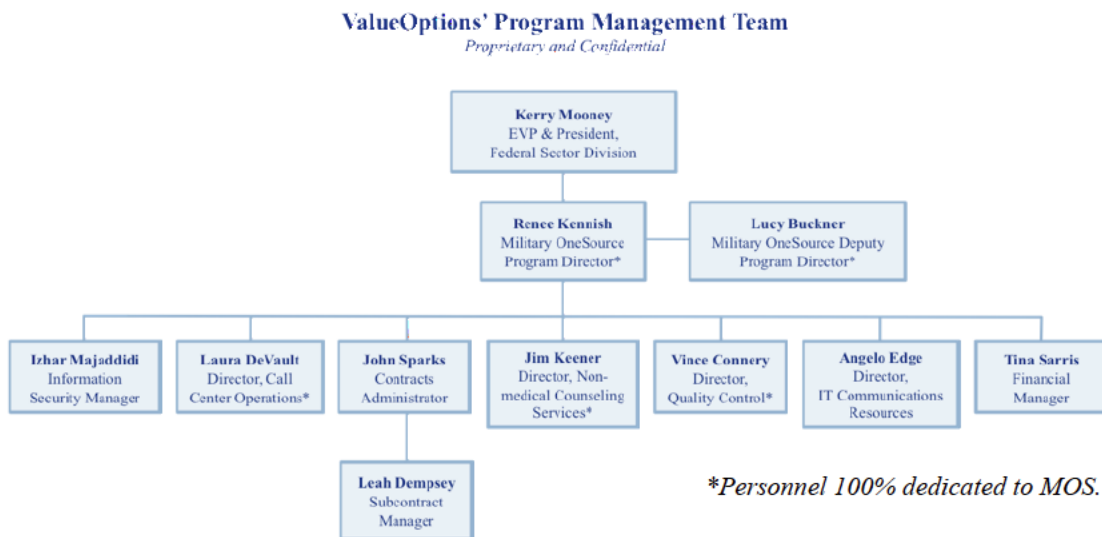 ValueOptions' Program Management Team
Proprietary and Confidential
Kerry Mooney
EVP & President,
Federal Sector Division
Renee Kennish
Military OneSource
Program Director*
Lucy Buckner
Military OneSource Deputy
Program Director*
Izhar Majaddidi
Information
Security Manager
Laura DeVault
Director, Call
Center Operations*
John Sparks
Contracts
Administrator
Jim Keener
Director, Non-
medical Counseling
Services*
Vince Connery
Director,
Quality Control*
Angelo Edge
Director,
IT Communications
Resources
Tina Sarris
Financial
Manager
Leah Dempsey
Subcontract
Manager
*Personnel 100% dedicated to MOS.